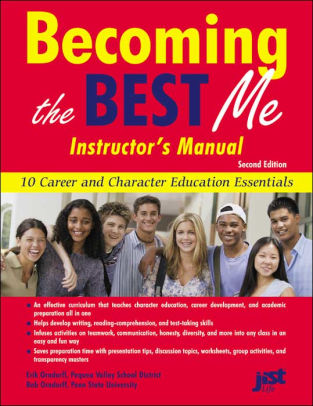 Becoming
the BEST Me
Instructor's Manual
Second Edition
10 Career and Character Education Essentials
An effective curriculum that teaches character education, career development, and academic
preparation all in one
Helps develop writing, reading-comprehension, and test-taking skills
Infuses activities on teamwork, communication, honesty, diversity, and more into any class in an
easy and fun way
Saves preparation time with presentation tips, discussion topics, worksheets, group activities, and
transparency masters
Erik Orndorff, Pequea Valley School District
Bob Orndorff, Penn State University
jist
Life